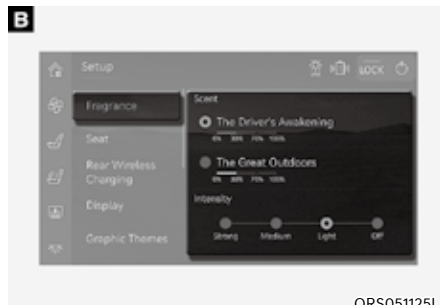 B
Setup
LOCK
Fragrance
Seat
Rear Wireless
Charging
Display
Graphic Themes
Scent
The Driver's Awakening
0% 30% 70% 100%
The Great Outdoors
0% 30% 70% 100%
Intensity
Strong Medium Light Off